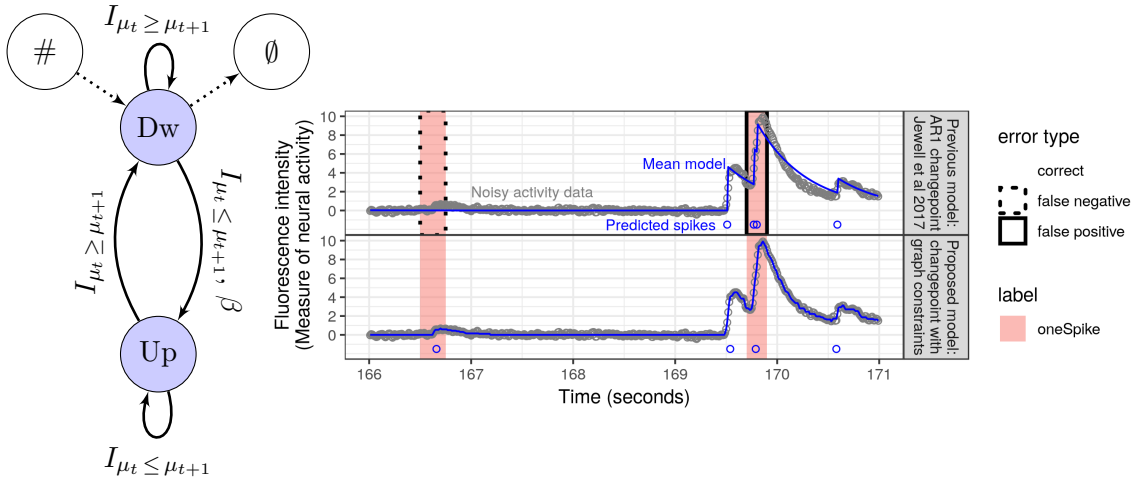 I_{μ_t ≥ μ_{t+1}}
#
∅
Dw
I_{μ_t ≥ μ_{t+1}}
I_{μ_t ≤ μ_{t+1}}, β
Up
I_{μ_t ≤ μ_{t+1}}
Fluorescence intensity
(Measure of neural activity)
10
8
6
4
2
0
Mean model
Noisy activity data
Predicted spikes
Previous model:
AR1 changepoint
Jewell et al 2017
10
8
6
4
2
0
Proposed model:
changepoint with
graph constraints
166
167
168
169
170
171
Time (seconds)
error type
correct
false negative
false positive
label
oneSpike